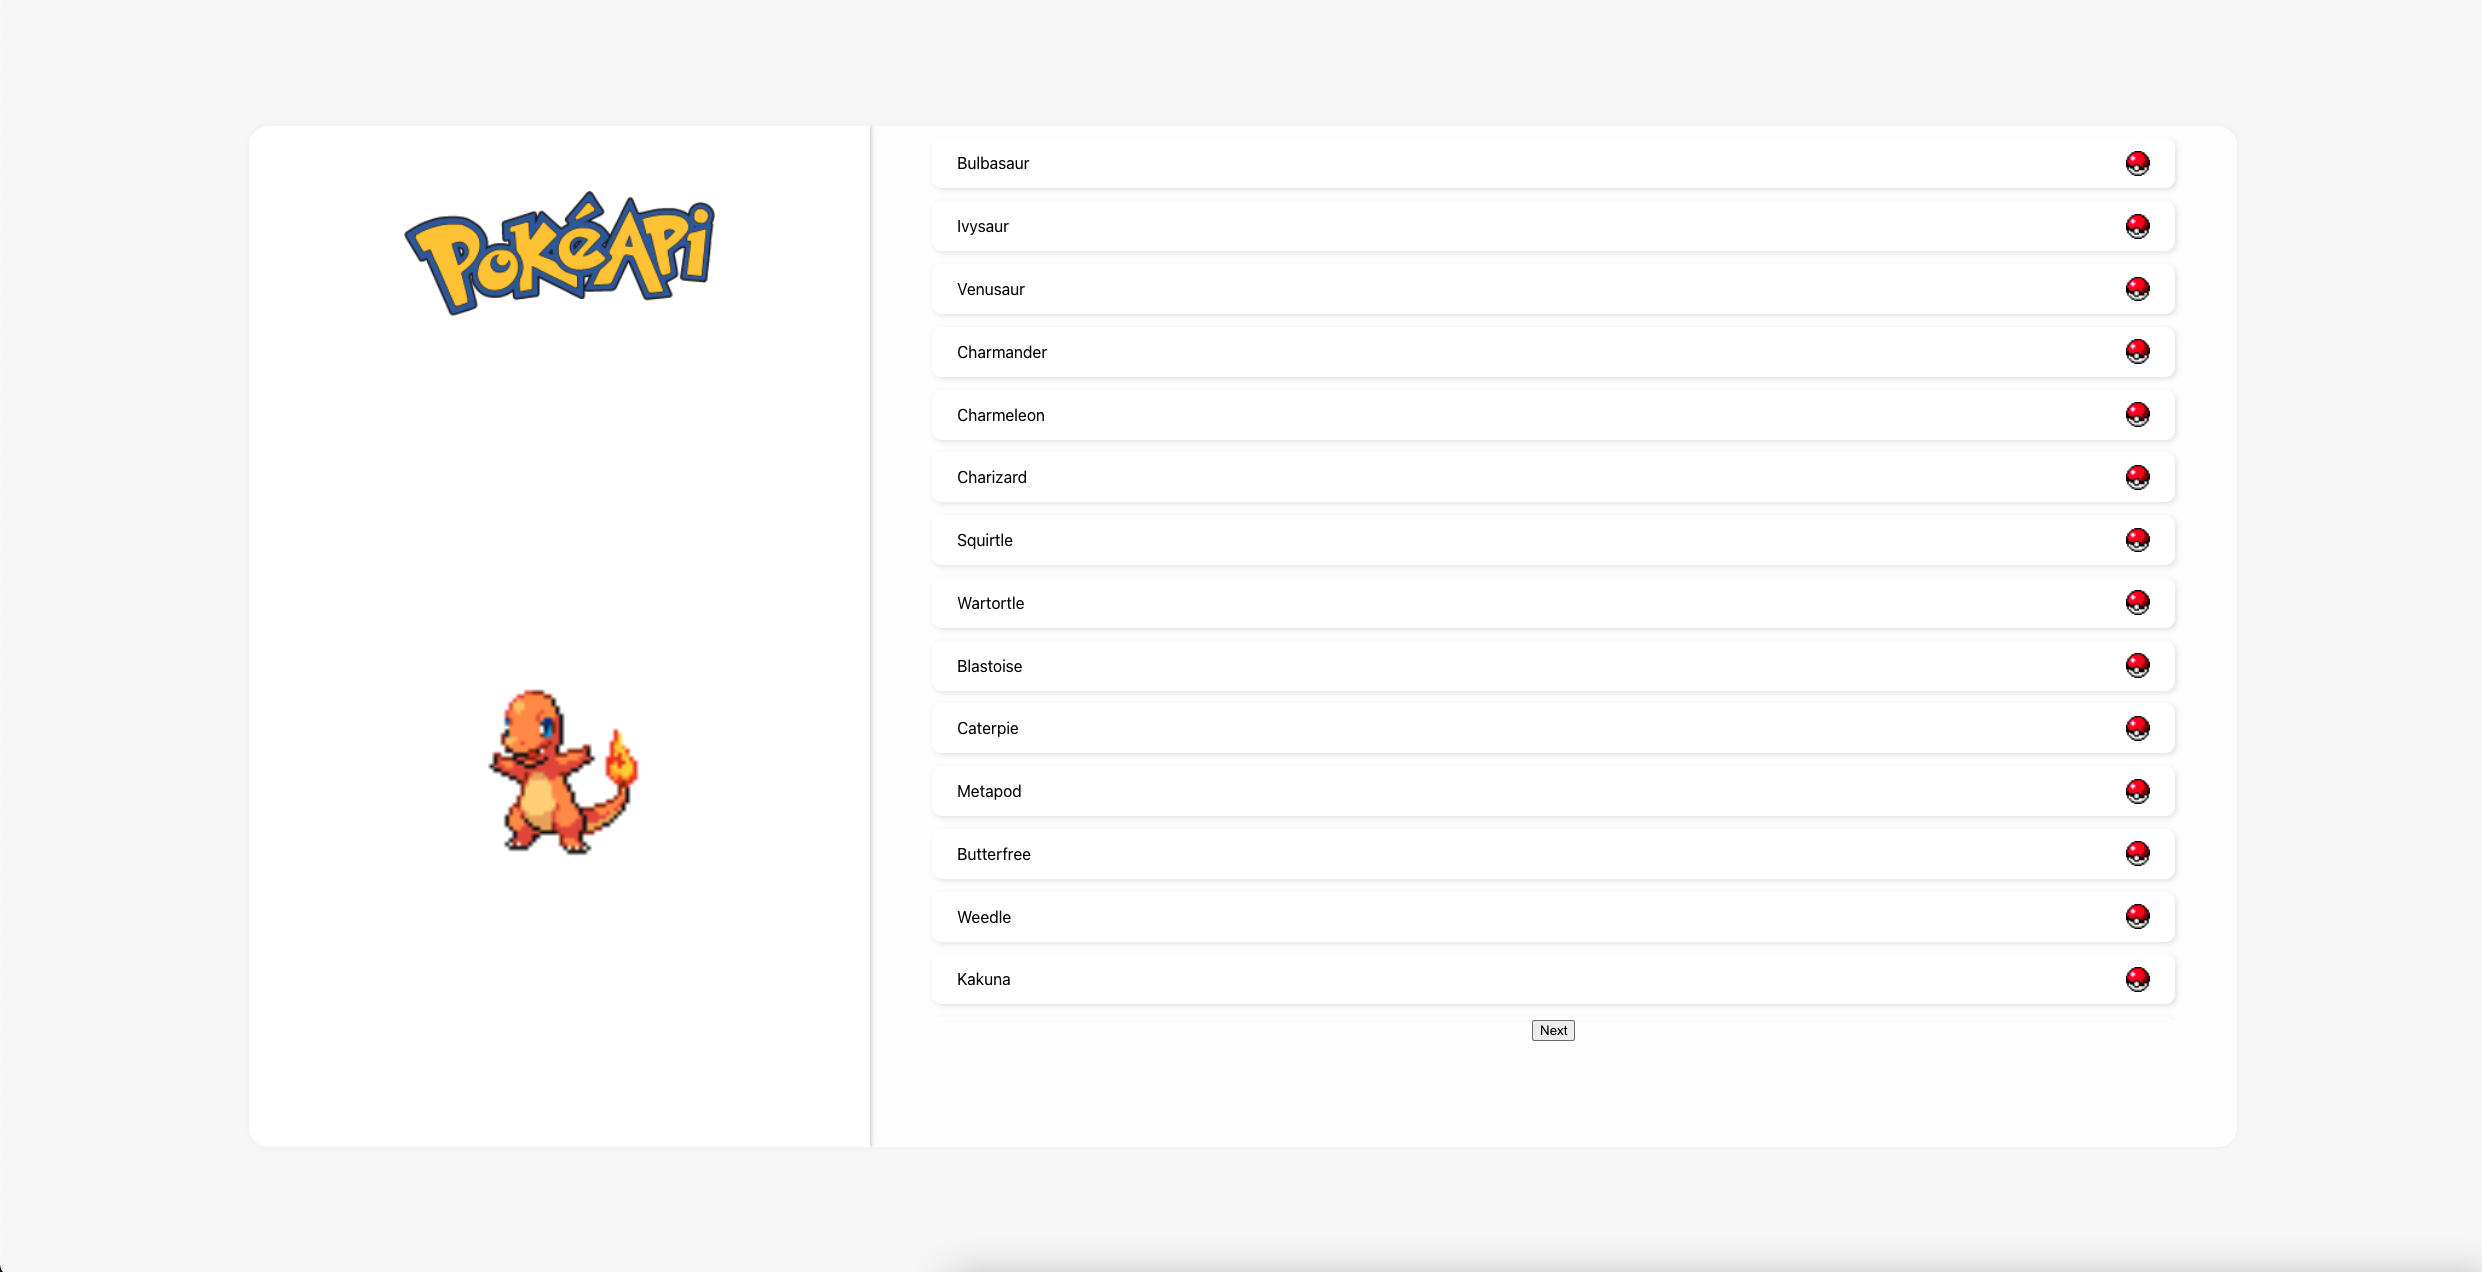 PokéAPi
Bulbasaur
Ivysaur
Venusaur
Charmander
Charmeleon
Charizard
Squirtle
Wartortle
Blastoise
Caterpie
Metapod
Butterfree
Weedle
Kakuna
Next